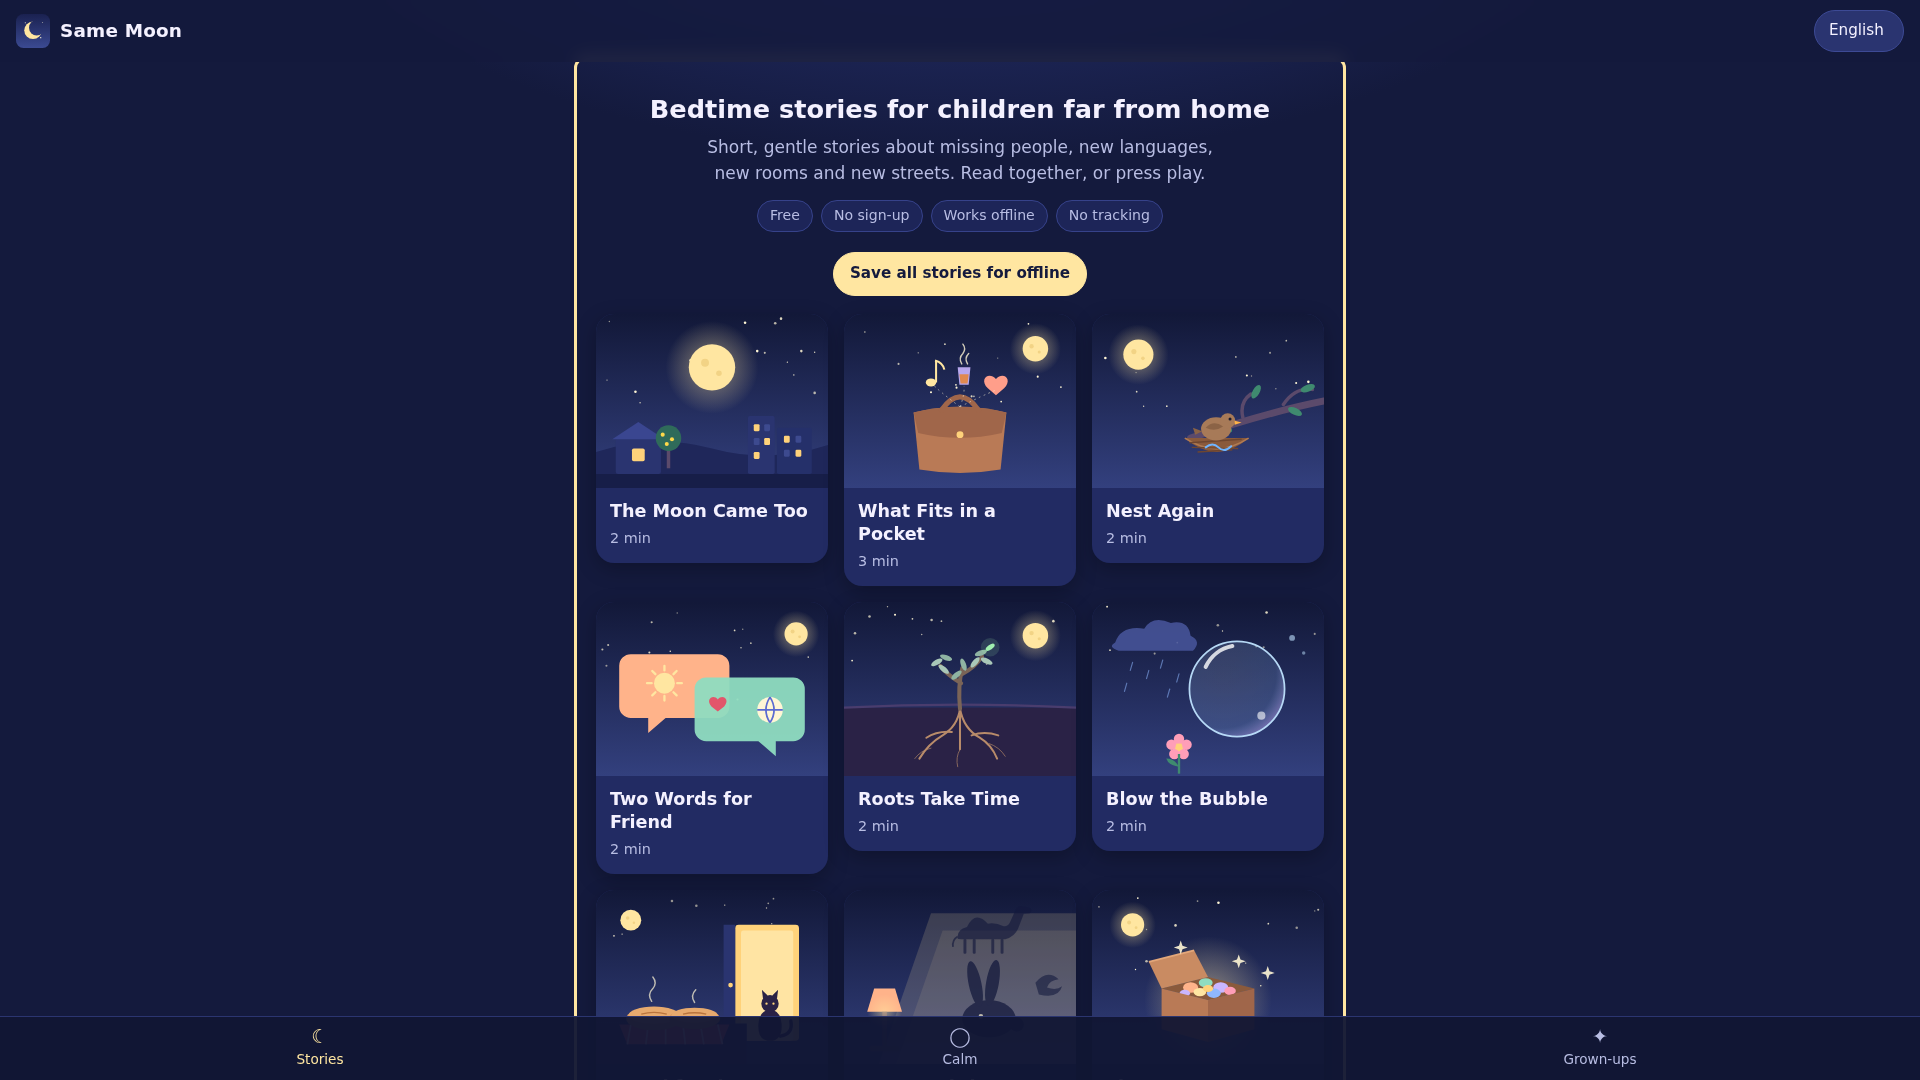 Same Moon
English
Bedtime stories for children far from home
Short, gentle stories about missing people, new languages,
new rooms and new streets. Read together, or press play.
Free
No sign-up
Works offline
No tracking
Save all stories for offline
The Moon Came Too
2 min
What Fits in a
Pocket
3 min
Nest Again
2 min
Two Words for
Friend
2 min
Roots Take Time
2 min
Blow the Bubble
2 min
Stories
Calm
Grown-ups